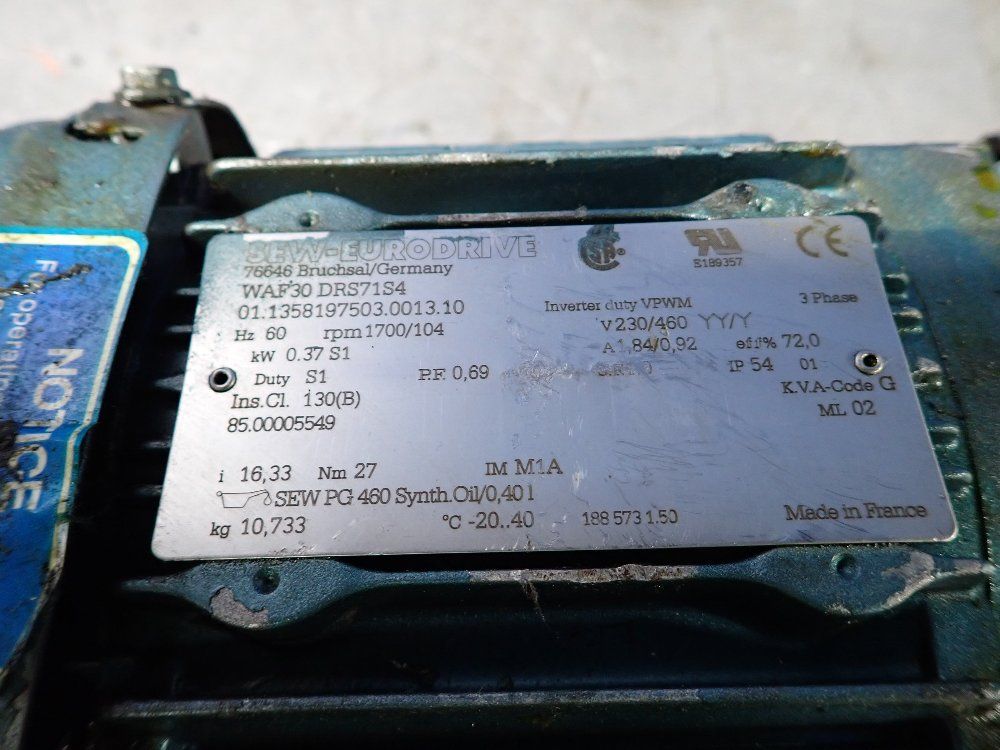 SEW-EURODRIVE
76646 Bruchsal/Germany
WAF30 DRS71S4
01.1358197503.0013.10
Inverter duty VPWM 3 Phase
Hz 60 rpm 1700/104 V 230/460 YY/Y
kW 0.37 S1 A 1,84/0,92 eff% 72,0
Duty S1 P.F. 0,69 IP 54 01
Ins.Cl. 130(B) K.V.A-Code G
85.00005549 ML 02
i 16,33 Nm 27 IM M1A
SEW PG 460 Synth.Oil/0,40 l
kg 10,733 °C -20..40 188 573 1.50 Made in France
E189357
CE
NOTICE